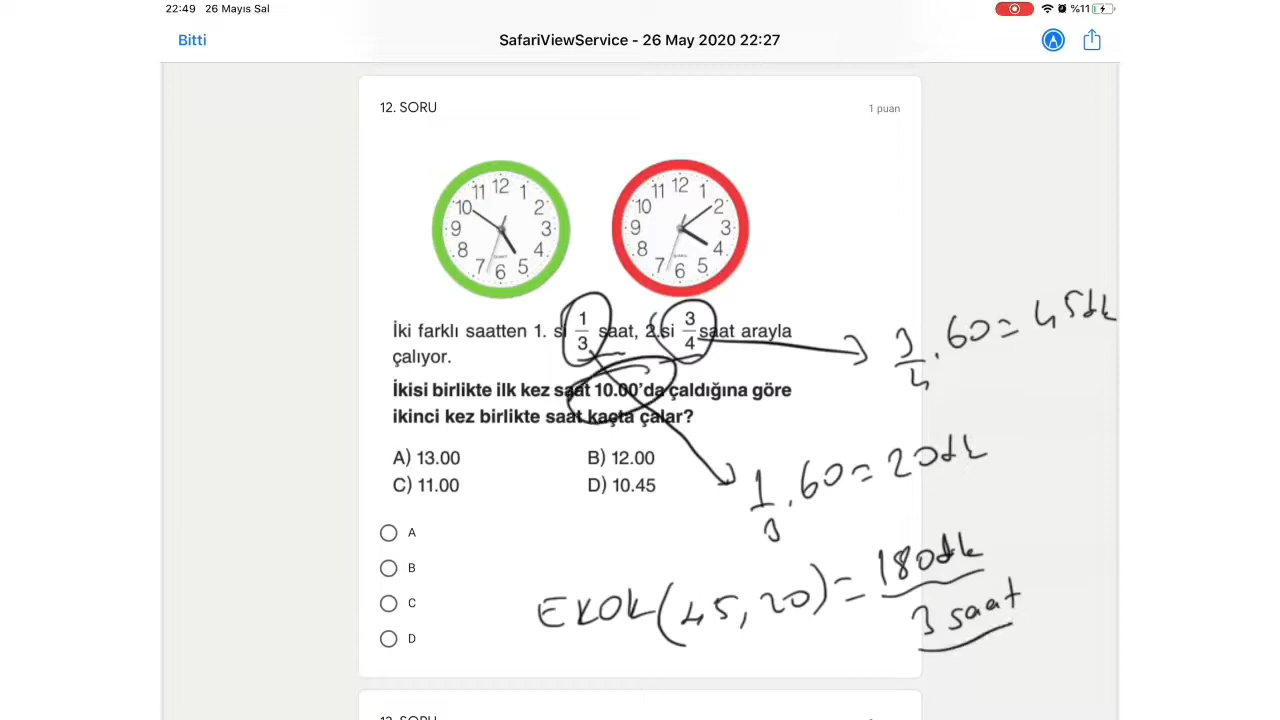 22:49 26 Mayıs Sal %11
Bitti SafariViewService - 26 May 2020 22:27
12. SORU 1 puan
11 12 1
10 2
9 3
8 4
7 6 5
11 12 1
10 2
9 3
8 4
7 6 5
İki farklı saatten 1. si 1/3 saat, 2.si 3/4 saat arayla
çalıyor.
İkisi birlikte ilk kez saat 10.00'da çaldığına göre
ikinci kez birlikte saat kaçta çalar?
A) 13.00 B) 12.00
C) 11.00 D) 10.45
A
B
C
D
3/4 . 60 = 45dk
1/3 . 60 = 20dk
EKOK(45, 20) = 180dk
3 saat